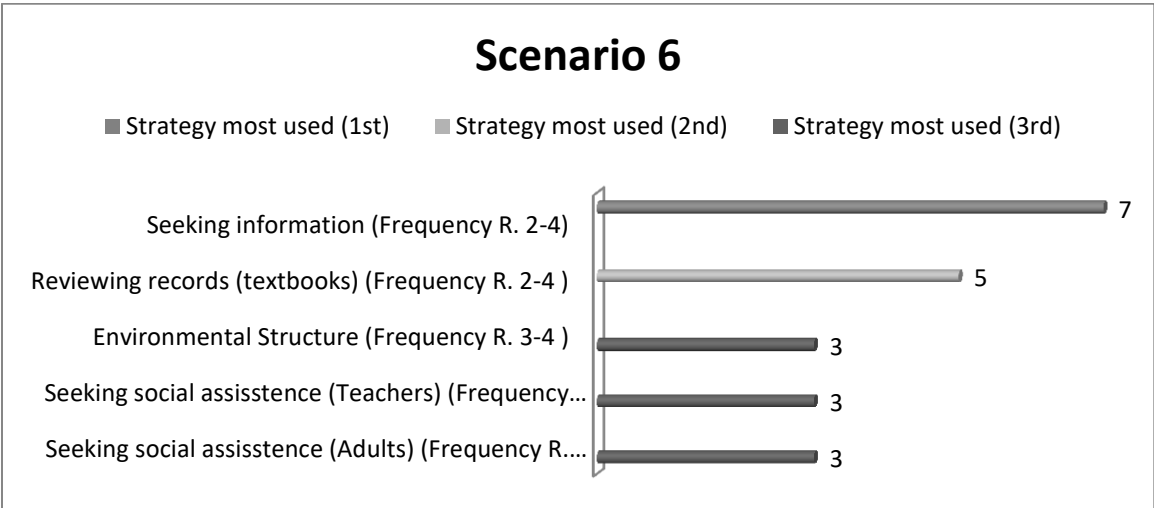 Scenario 6
Strategy most used (1st) Strategy most used (2nd) Strategy most used (3rd)
Seeking information (Frequency R. 2-4) 7
Reviewing records (textbooks) (Frequency R. 2-4 ) 5
Environmental Structure (Frequency R. 3-4 ) 3
Seeking social assisstence (Teachers) (Frequency... 3
Seeking social assisstence (Adults) (Frequency R.... 3